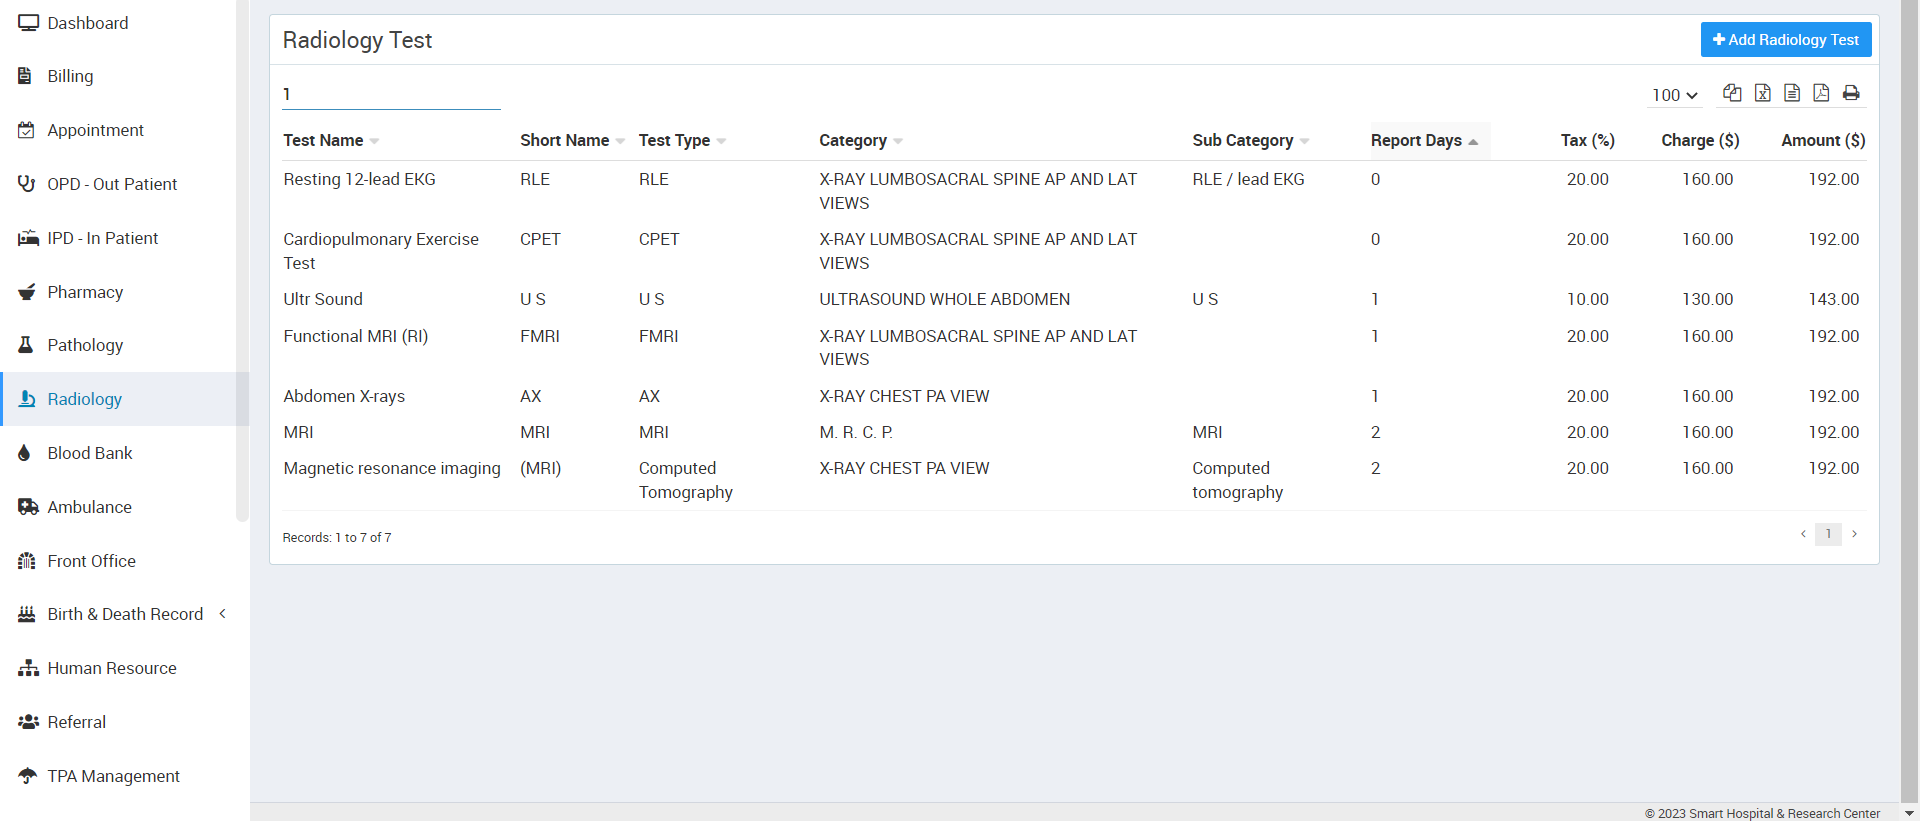 Dashboard
Billing
Appointment
OPD - Out Patient
IPD - In Patient
Pharmacy
Pathology
Radiology
Blood Bank
Ambulance
Front Office
Birth & Death Record
Human Resource
Referral
TPA Management
Radiology Test
Add Radiology Test
1
100
Test Name Short Name Test Type Category Sub Category Report Days Tax (%) Charge ($) Amount ($)
Resting 12-lead EKG RLE RLE X-RAY LUMBOSACRAL SPINE AP AND LAT RLE / lead EKG 0 20.00 160.00 192.00
VIEWS
Cardiopulmonary Exercise CPET CPET X-RAY LUMBOSACRAL SPINE AP AND LAT 0 20.00 160.00 192.00
Test VIEWS
Ultr Sound U S U S ULTRASOUND WHOLE ABDOMEN U S 1 10.00 130.00 143.00
Functional MRI (RI) FMRI FMRI X-RAY LUMBOSACRAL SPINE AP AND LAT 1 20.00 160.00 192.00
VIEWS
Abdomen X-rays AX AX X-RAY CHEST PA VIEW 1 20.00 160.00 192.00
MRI MRI MRI M. R. C. P. MRI 2 20.00 160.00 192.00
Magnetic resonance imaging (MRI) Computed X-RAY CHEST PA VIEW Computed 2 20.00 160.00 192.00
Tomography tomography
Records: 1 to 7 of 7
1
© 2023 Smart Hospital & Research Center